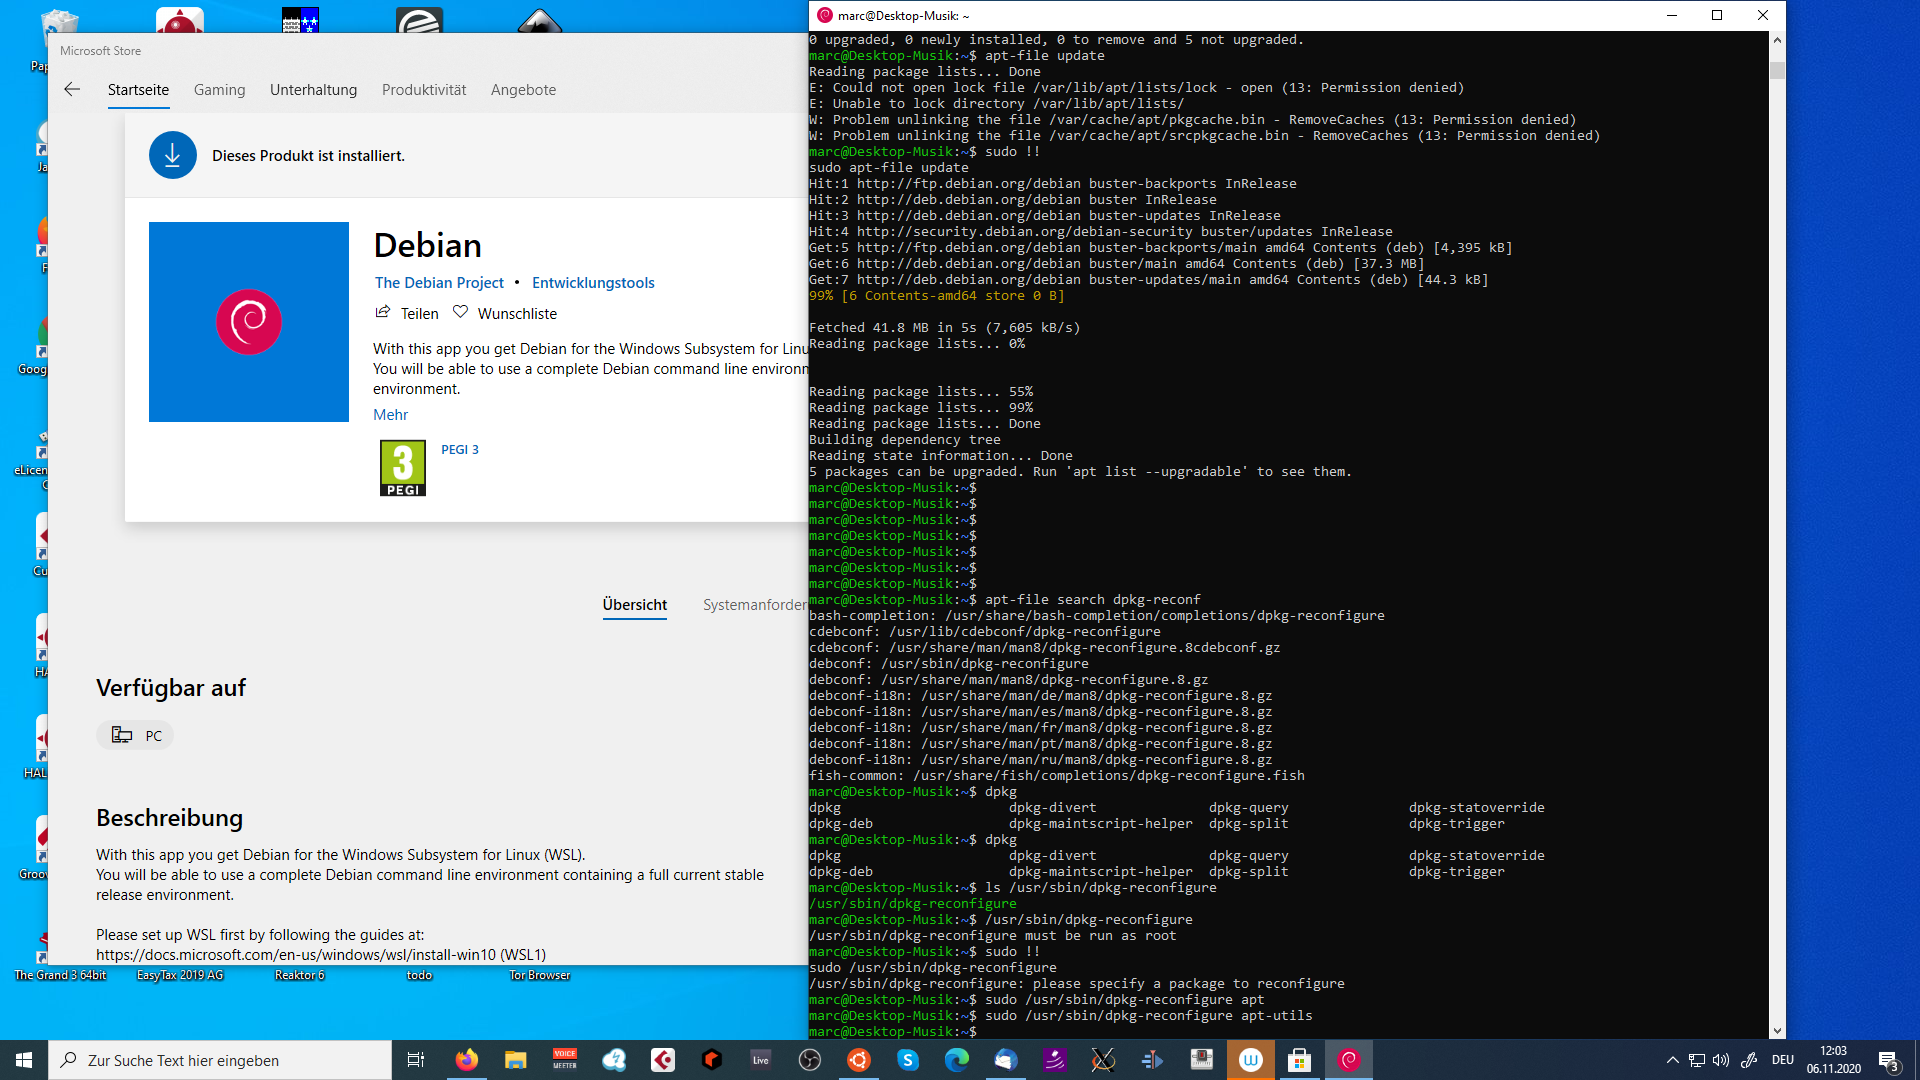 Microsoft Store
Startseite Gaming Unterhaltung Produktivität Angebote
Dieses Produkt ist installiert.
Debian
The Debian Project • Entwicklungstools
Teilen Wunschliste
With this app you get Debian for the Windows Subsystem for Linu
You will be able to use a complete Debian command line environm
environment.
Mehr
3
PEGI
PEGI 3
Übersicht Systemanforder
Verfügbar auf
PC
Beschreibung
With this app you get Debian for the Windows Subsystem for Linux (WSL).
You will be able to use a complete Debian command line environment containing a full current stable
release environment.
Please set up WSL first by following the guides at:
https://docs.microsoft.com/en-us/windows/wsl/install-win10 (WSL1)
Pap
Ja
F
Goog
eLicen
C
Cu
HA
HAL
Groov
The Grand 3 64bit EasyTax 2019 AG Reaktor 6 todo Tor Browser
marc@Desktop-Musik: ~
0 upgraded, 0 newly installed, 0 to remove and 5 not upgraded.
marc@Desktop-Musik:~$ apt-file update
Reading package lists... Done
E: Could not open lock file /var/lib/apt/lists/lock - open (13: Permission denied)
E: Unable to lock directory /var/lib/apt/lists/
W: Problem unlinking the file /var/cache/apt/pkgcache.bin - RemoveCaches (13: Permission denied)
W: Problem unlinking the file /var/cache/apt/srcpkgcache.bin - RemoveCaches (13: Permission denied)
marc@Desktop-Musik:~$ sudo !!
sudo apt-file update
Hit:1 http://ftp.debian.org/debian buster-backports InRelease
Hit:2 http://deb.debian.org/debian buster InRelease
Hit:3 http://deb.debian.org/debian buster-updates InRelease
Hit:4 http://security.debian.org/debian-security buster/updates InRelease
Get:5 http://ftp.debian.org/debian buster-backports/main amd64 Contents (deb) [4,395 kB]
Get:6 http://deb.debian.org/debian buster/main amd64 Contents (deb) [37.3 MB]
Get:7 http://deb.debian.org/debian buster-updates/main amd64 Contents (deb) [44.3 kB]
99% [6 Contents-amd64 store 0 B]
Fetched 41.8 MB in 5s (7,605 kB/s)
Reading package lists... 0%
Reading package lists... 55%
Reading package lists... 99%
Reading package lists... Done
Building dependency tree
Reading state information... Done
5 packages can be upgraded. Run 'apt list --upgradable' to see them.
marc@Desktop-Musik:~$
marc@Desktop-Musik:~$
marc@Desktop-Musik:~$
marc@Desktop-Musik:~$
marc@Desktop-Musik:~$
marc@Desktop-Musik:~$
marc@Desktop-Musik:~$
marc@Desktop-Musik:~$ apt-file search dpkg-reconf
bash-completion: /usr/share/bash-completion/completions/dpkg-reconfigure
cdebconf: /usr/lib/cdebconf/dpkg-reconfigure
cdebconf: /usr/share/man/man8/dpkg-reconfigure.8cdebconf.gz
debconf: /usr/sbin/dpkg-reconfigure
debconf: /usr/share/man/man8/dpkg-reconfigure.8.gz
debconf-i18n: /usr/share/man/de/man8/dpkg-reconfigure.8.gz
debconf-i18n: /usr/share/man/es/man8/dpkg-reconfigure.8.gz
debconf-i18n: /usr/share/man/fr/man8/dpkg-reconfigure.8.gz
debconf-i18n: /usr/share/man/pt/man8/dpkg-reconfigure.8.gz
debconf-i18n: /usr/share/man/ru/man8/dpkg-reconfigure.8.gz
fish-common: /usr/share/fish/completions/dpkg-reconfigure.fish
marc@Desktop-Musik:~$ dpkg
dpkg dpkg-divert dpkg-query dpkg-statoverride
dpkg-deb dpkg-maintscript-helper dpkg-split dpkg-trigger
marc@Desktop-Musik:~$ dpkg
dpkg dpkg-divert dpkg-query dpkg-statoverride
dpkg-deb dpkg-maintscript-helper dpkg-split dpkg-trigger
marc@Desktop-Musik:~$ ls /usr/sbin/dpkg-reconfigure
/usr/sbin/dpkg-reconfigure
marc@Desktop-Musik:~$ /usr/sbin/dpkg-reconfigure
/usr/sbin/dpkg-reconfigure must be run as root
marc@Desktop-Musik:~$ sudo !!
sudo /usr/sbin/dpkg-reconfigure
/usr/sbin/dpkg-reconfigure: please specify a package to reconfigure
marc@Desktop-Musik:~$ sudo /usr/sbin/dpkg-reconfigure apt
marc@Desktop-Musik:~$ sudo /usr/sbin/dpkg-reconfigure apt-utils
marc@Desktop-Musik:~$
Zur Suche Text hier eingeben
VOICE
MEETER
Live
DEU
12:03
06.11.2020
3